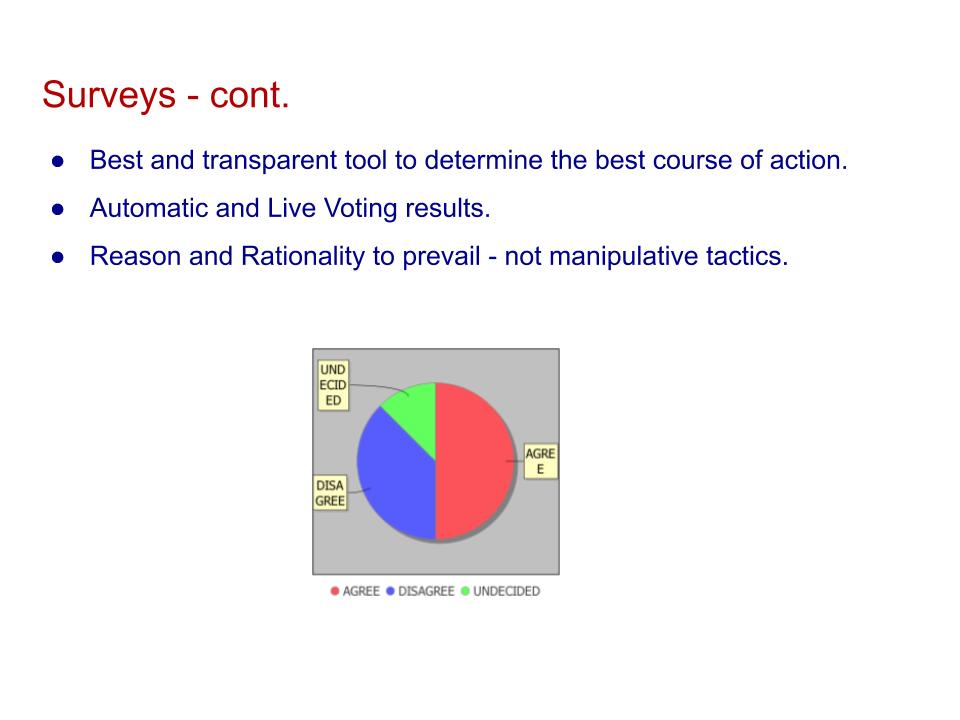 Surveys - cont.
● Best and transparent tool to determine the best course of action.
● Automatic and Live Voting results.
● Reason and Rationality to prevail - not manipulative tactics.
UND
ECID
ED
AGRE
E
DISA
GREE
AGREE DISAGREE UNDECIDED